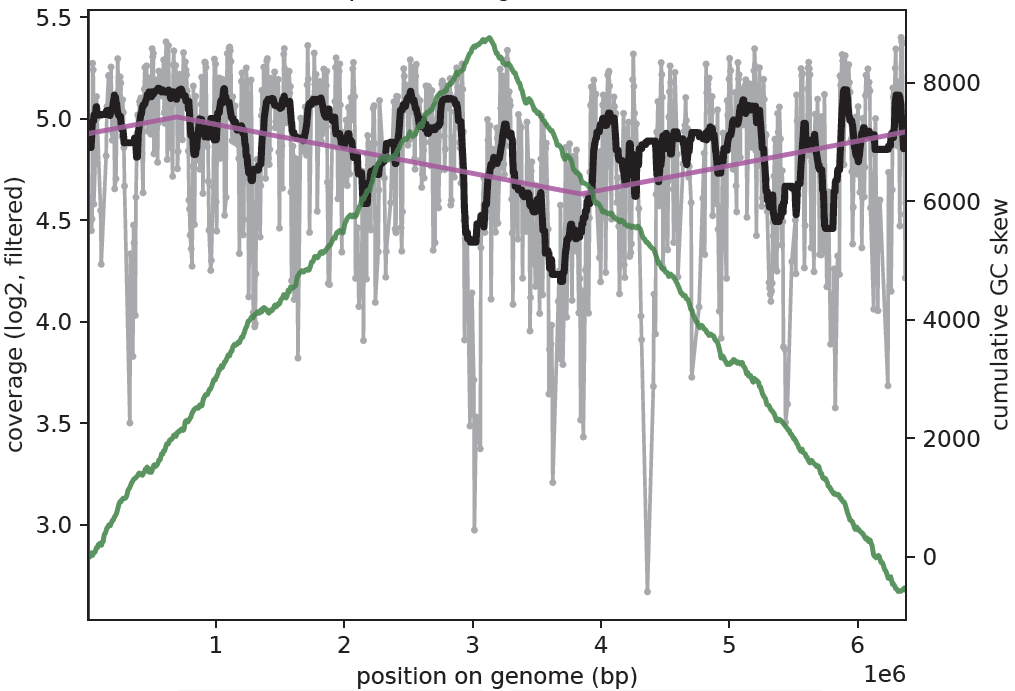 5.5
5.0
4.5
4.0
3.5
3.0
coverage (log2, filtered)
8000
6000
4000
2000
0
cumulative GC skew
1 2 3 4 5 6
1e6
position on genome (bp)